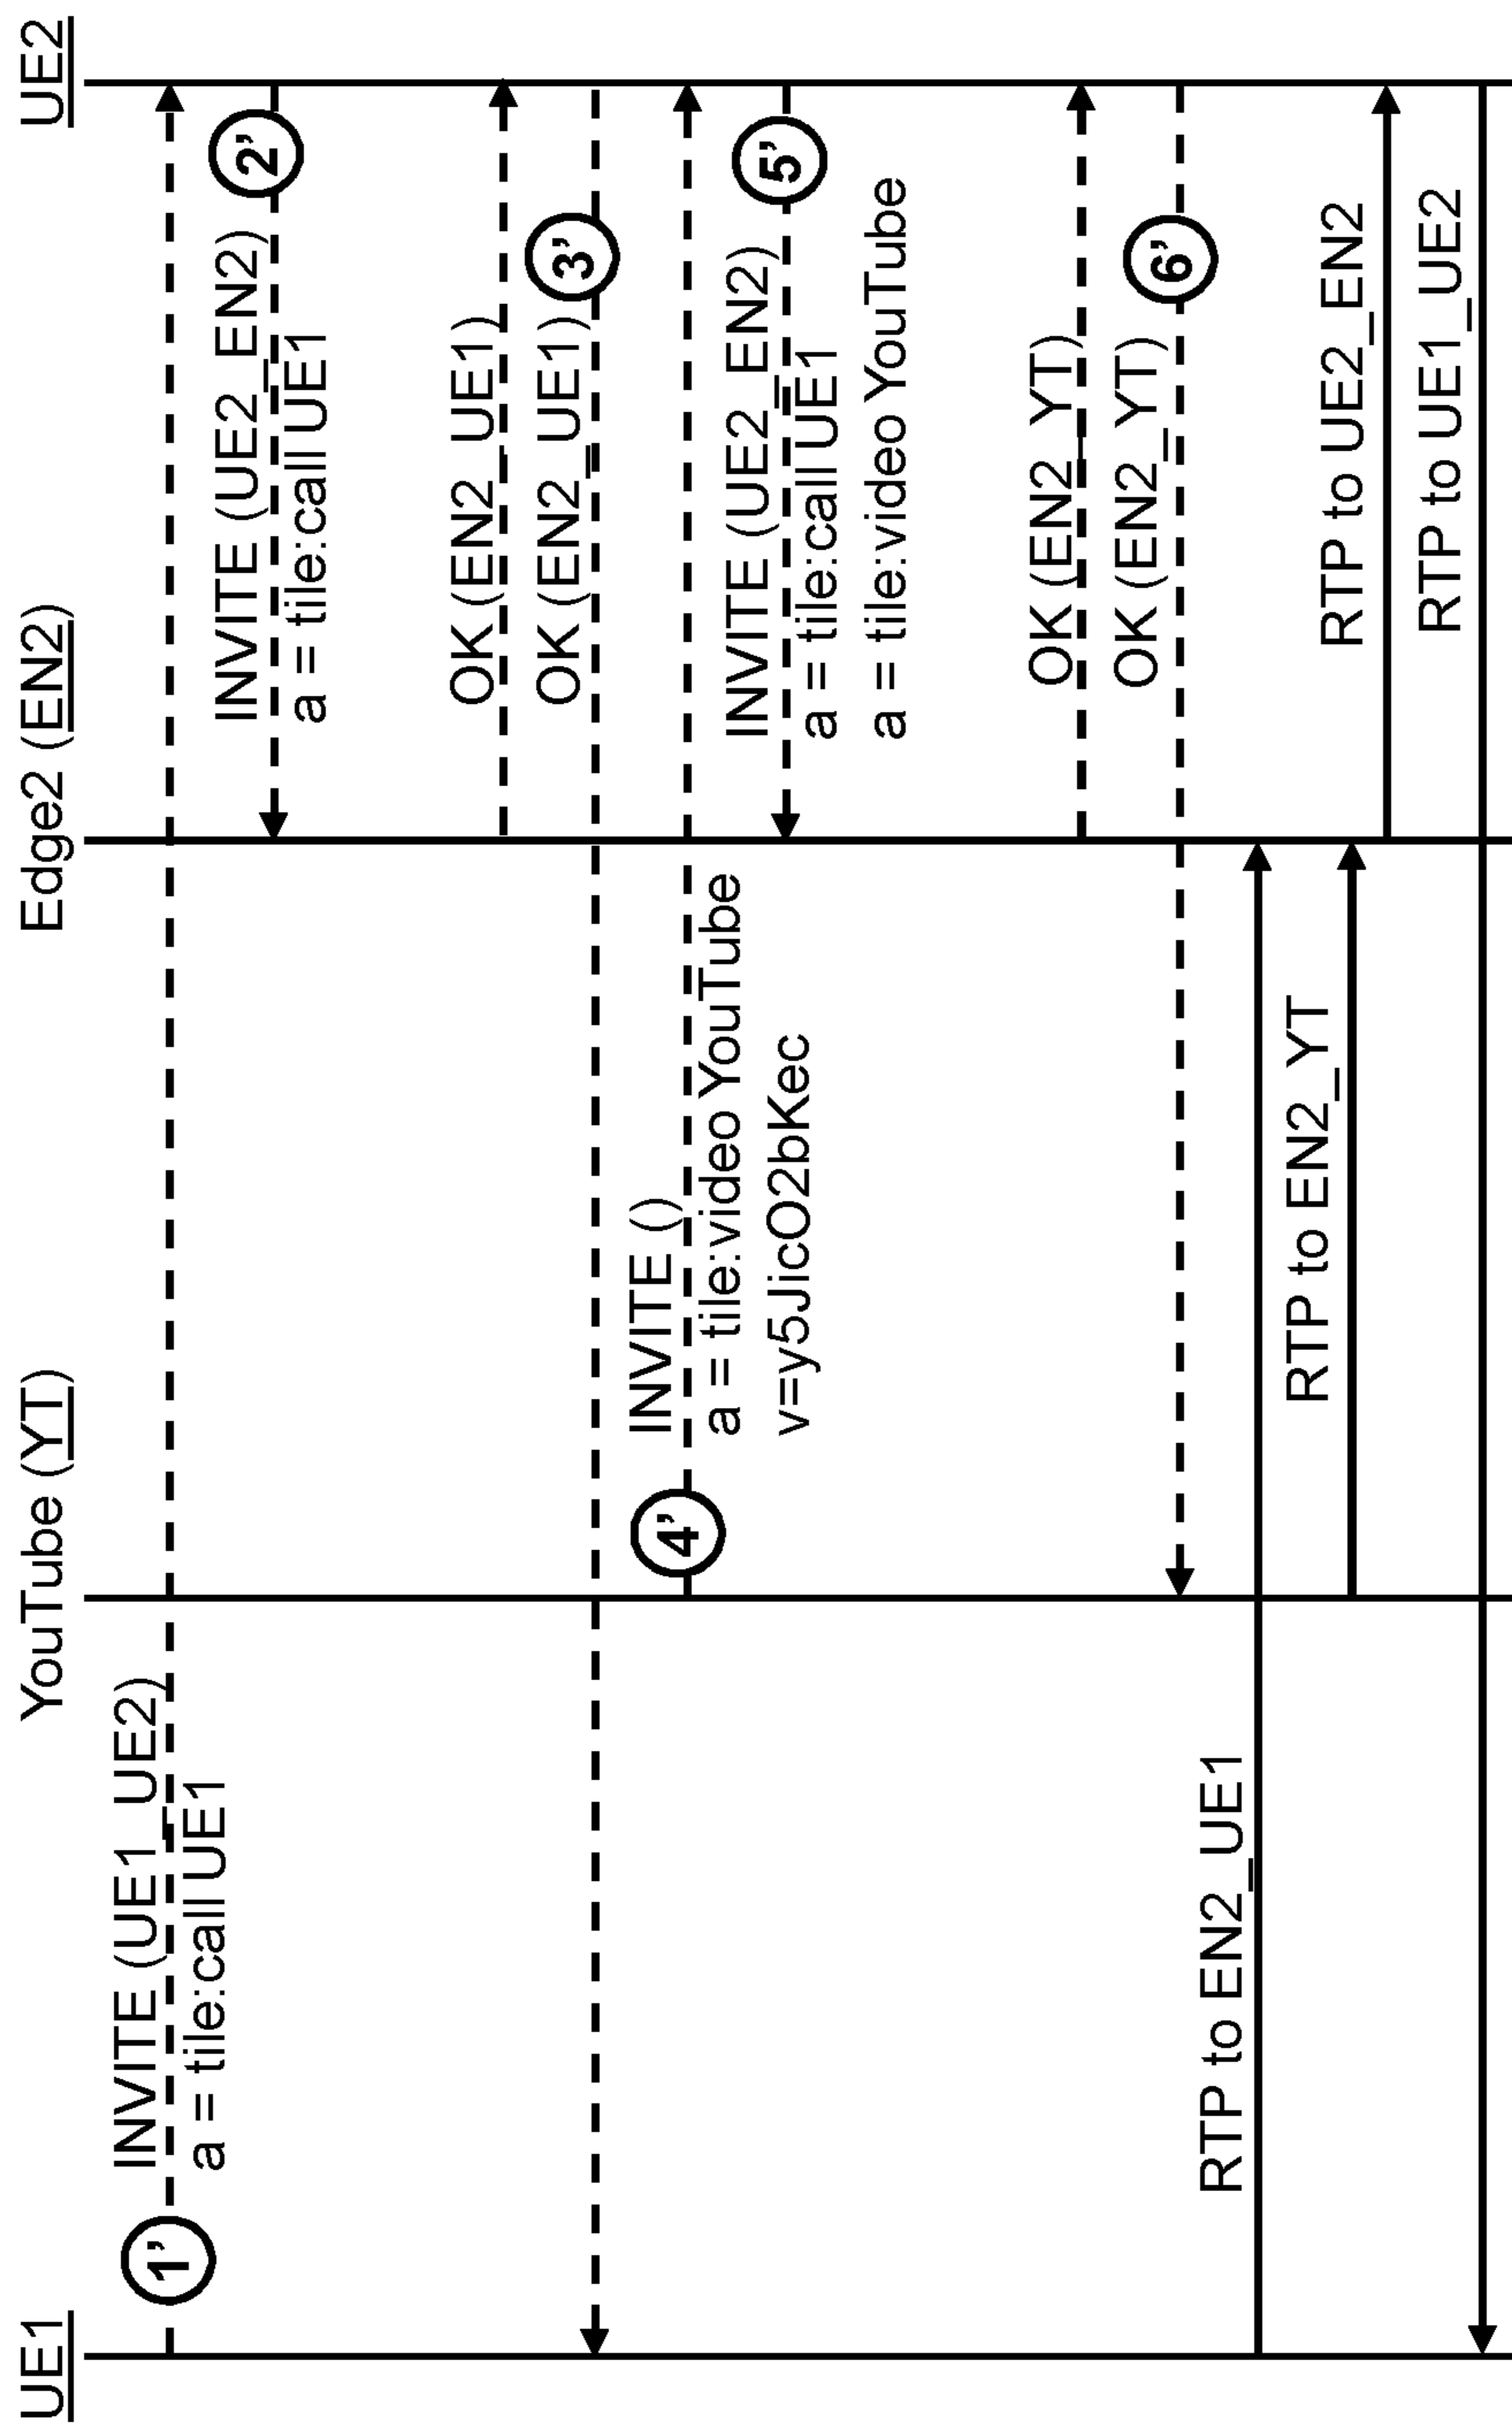 UE1
YouTube (YT)
Edge2 (EN2)
UE2
1'
INVITE (UE1_UE2)
a = tile:call UE1
INVITE (UE2_EN2)
2'
a = tile:call UE1
OK (EN2_UE1)
OK (EN2_UE1)
3'
4'
INVITE ()
a = tile:video YouTube
v=y5JicO2bKec
INVITE (UE2_EN2)
5'
a = tile:call UE1
a = tile:video YouTube
OK (EN2_YT)
OK (EN2_YT)
6'
RTP to EN2_UE1
RTP to EN2_YT
RTP to UE2_EN2
RTP to UE1_UE2